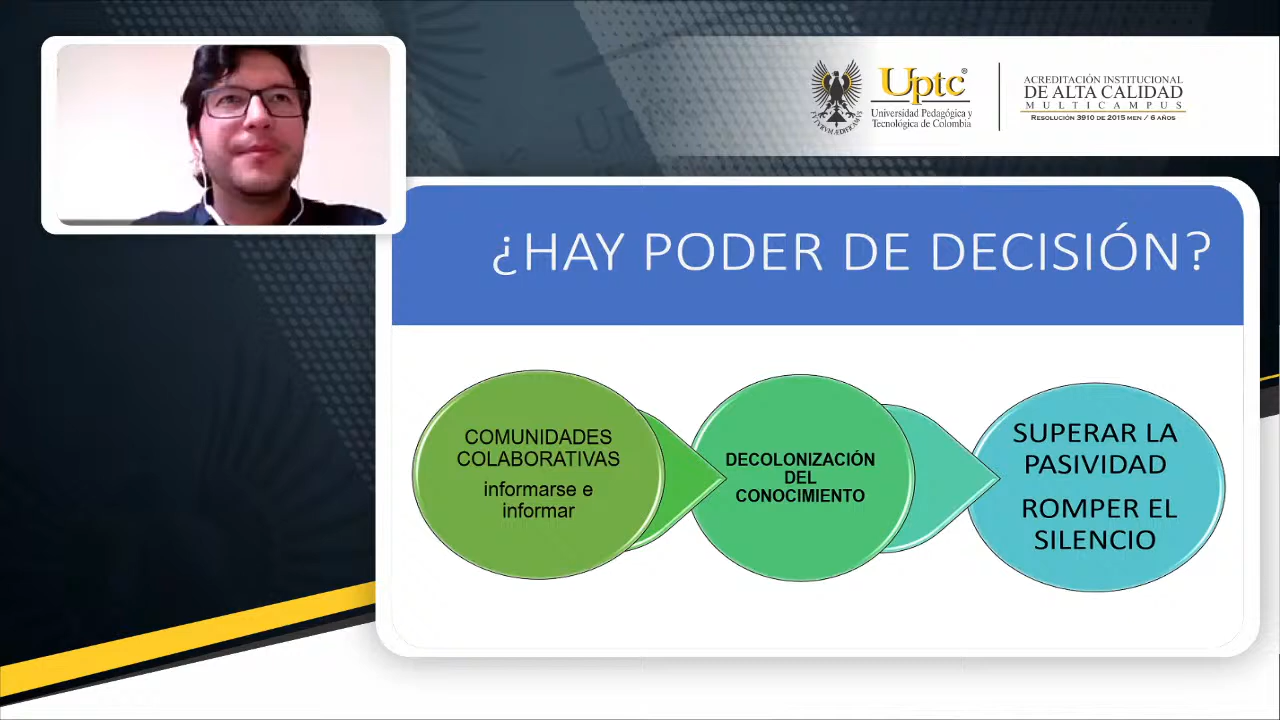 Uptc®
Universidad Pedagógica y
Tecnológica de Colombia
ACREDITACIÓN INSTITUCIONAL
DE ALTA CALIDAD
MULTICAMPUS
RESOLUCIÓN 3910 DE 2015 MEN / 6 AÑOS
¿HAY PODER DE DECISIÓN?
COMUNIDADES
COLABORATIVAS
informarse e
informar
DECOLONIZACIÓN
DEL
CONOCIMIENTO
SUPERAR LA
PASIVIDAD
ROMPER EL
SILENCIO